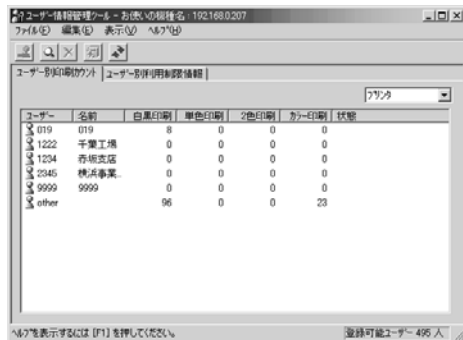 ユーザー情報管理ツール - お使いの機種名 : 192.168.0.207
ファイル(F) 編集(E) 表示(V) ヘルプ(H)
ユーザー別印刷カウント ユーザー別利用制限情報
プリンタ
ユーザー 名前 白黒印刷 単色印刷 2色印刷 カラー印刷 状態
019 019 8 0 0 0
1222 千葉工場 0 0 0 0
1234 赤坂支店 0 0 0 0
2345 横浜事業... 0 0 0 0
9999 9999 0 0 0 0
other 96 0 0 23
ヘルプを表示するには [F1] を押してください。 登録可能ユーザー 495 人